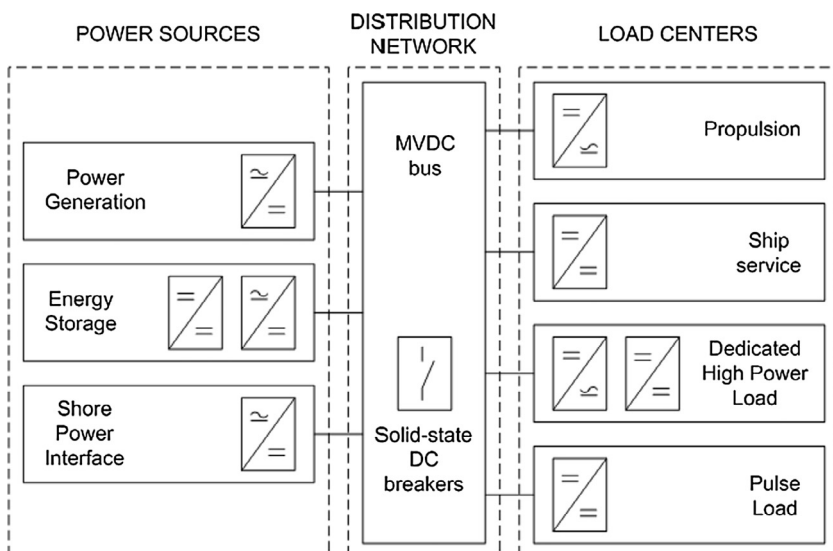 POWER SOURCES
DISTRIBUTION
NETWORK
LOAD CENTERS
Power
Generation
Energy
Storage
Shore
Power
Interface
MVDC
bus
Solid-state
DC
breakers
Propulsion
Ship
service
Dedicated
High Power
Load
Pulse
Load